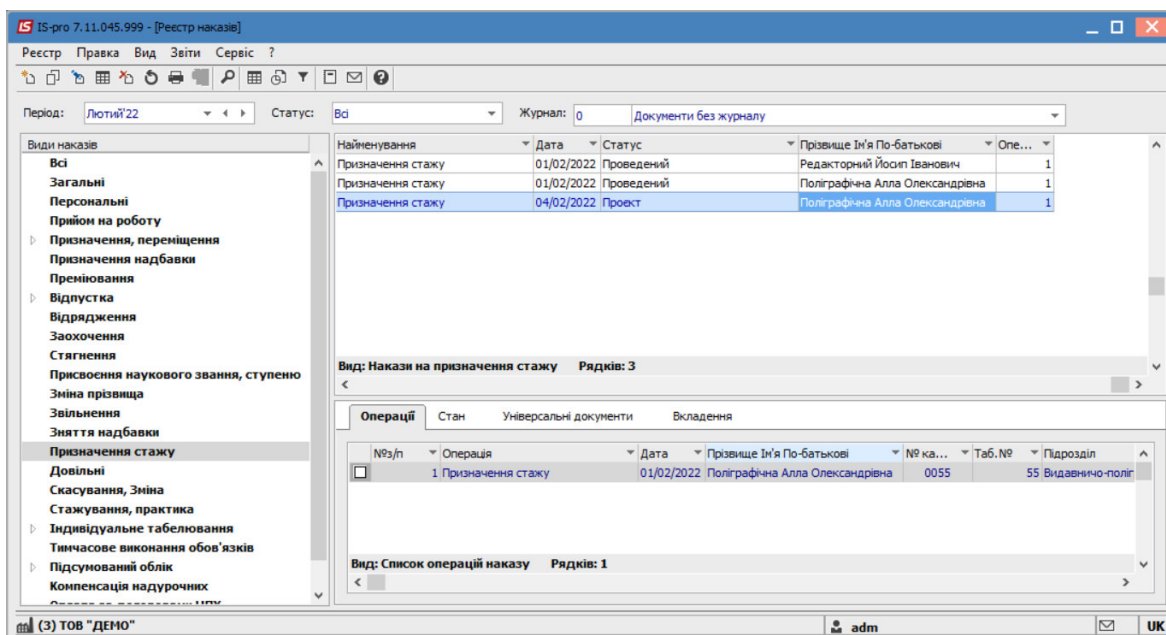 IS-pro 7.11.045.999 - [Реєстр наказів]
Реєстр Правка Вид Звіти Сервіс ?
Період: Лютий'22 Статус: Всі Журнал: 0 Документи без журналу
Види наказів
Всі
Загальні
Персональні
Прийом на роботу
Призначення, переміщення
Призначення надбавки
Преміювання
Відпустка
Відрядження
Заохочення
Стягнення
Присвоєння наукового звання, ступеню
Зміна прізвища
Звільнення
Зняття надбавки
Призначення стажу
Довільні
Скасування, Зміна
Стажування, практика
Індивідуальне табелювання
Тимчасове виконання обов'язків
Підсумований облік
Компенсація надурочних
Найменування Дата Статус Прізвище Ім'я По-батькові Опе...
Призначення стажу 01/02/2022 Проведений Редакторний Йосип Іванович 1
Призначення стажу 01/02/2022 Проведений Поліграфічна Алла Олександрівна 1
Призначення стажу 04/02/2022 Проект Поліграфічна Алла Олександрівна 1
Вид: Накази на призначення стажу Рядків: 3
Операції Стан Універсальні документи Вкладення
№з/п Операція Дата Прізвище Ім'я По-батькові № ка... Таб.№ Підрозділ
1 Призначення стажу 01/02/2022 Поліграфічна Алла Олександрівна 0055 55 Видавничо-поліг
Вид: Список операцій наказу Рядків: 1
(3) ТОВ "ДЕМО" adm UK